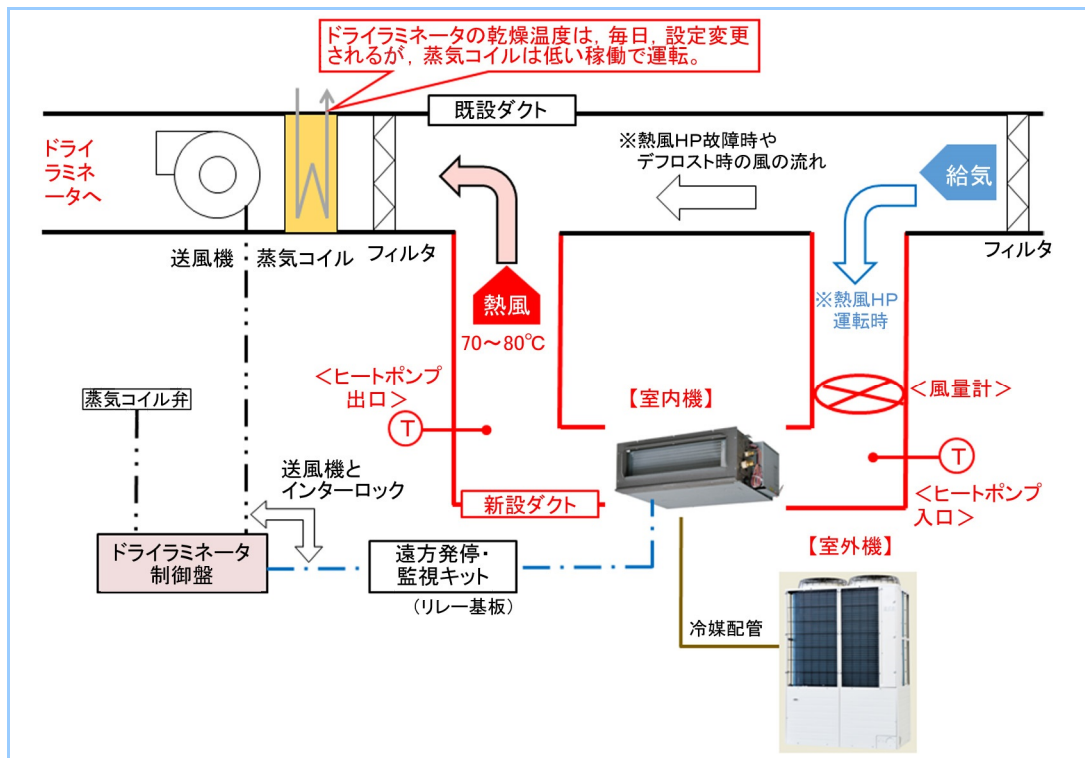 ドライラミネータの乾燥温度は，毎日，設定変更
されるが，蒸気コイルは低い稼働で運転。
既設ダクト
ドライ
ラミネ
ータへ
※熱風HP故障時や
デフロスト時の風の流れ
給気
送風機
蒸気コイル
フィルタ
フィルタ
熱風
70～80℃
※熱風HP
運転時
＜ヒートポンプ
出口＞
T
【室内機】
＜風量計＞
蒸気コイル弁
T
送風機と
インターロック
新設ダクト
＜ヒートポンプ
入口＞
ドライラミネータ
制御盤
遠方発停・
監視キット
（リレー基板）
【室外機】
冷媒配管